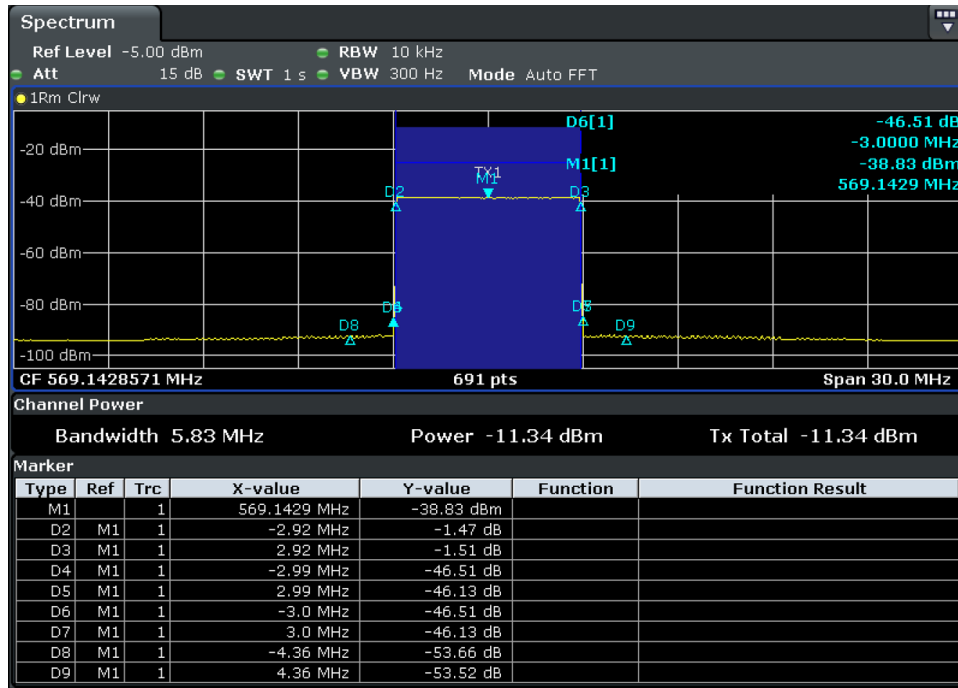 Spectrum
Ref Level -5.00 dBm RBW 10 kHz
Att 15 dB SWT 1 s VBW 300 Hz Mode Auto FFT
1Rm Clrw
D6[1] -46.51 dB
-3.0000 MHz
M1[1] -38.83 dBm
569.1429 MHz
-20 dBm
TX1
M1
D2 D3
-40 dBm
-60 dBm
-80 dBm
D8 D9
-100 dBm
CF 569.1428571 MHz 691 pts Span 30.0 MHz
Channel Power
Bandwidth 5.83 MHz Power -11.34 dBm Tx Total -11.34 dBm
Marker
Type Ref Trc X-value Y-value Function Function Result
M1 1 569.1429 MHz -38.83 dBm
D2 M1 1 -2.92 MHz -1.47 dB
D3 M1 1 2.92 MHz -1.51 dB
D4 M1 1 -2.99 MHz -46.51 dB
D5 M1 1 2.99 MHz -46.13 dB
D6 M1 1 -3.0 MHz -46.51 dB
D7 M1 1 3.0 MHz -46.13 dB
D8 M1 1 -4.36 MHz -53.66 dB
D9 M1 1 4.36 MHz -53.52 dB